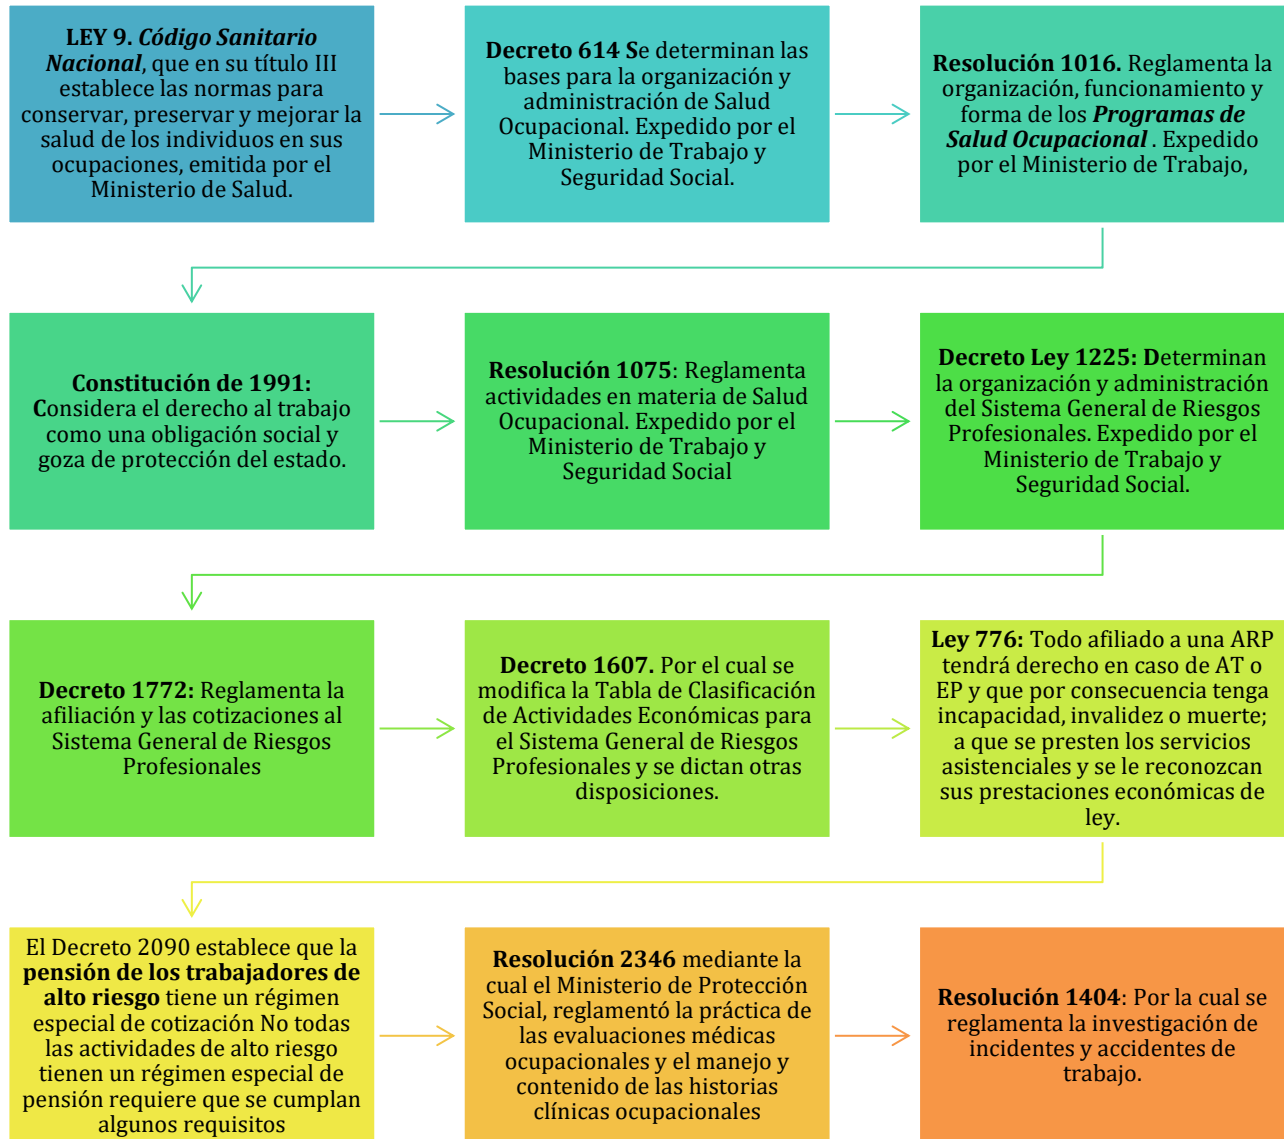 LEY 9. Código Sanitario
Nacional, que en su título III
establece las normas para
conservar, preservar y mejorar la
salud de los individuos en sus
ocupaciones, emitida por el
Ministerio de Salud.
Decreto 614 Se determinan las
bases para la organización y
administración de Salud
Ocupacional. Expedido por el
Ministerio de Trabajo y
Seguridad Social.
Resolución 1016. Reglamenta la
organización, funcionamiento y
forma de los Programas de
Salud Ocupacional . Expedido
por el Ministerio de Trabajo,
Constitución de 1991:
Considera el derecho al trabajo
como una obligación social y
goza de protección del estado.
Resolución 1075: Reglamenta
actividades en materia de Salud
Ocupacional. Expedido por el
Ministerio de Trabajo y
Seguridad Social
Decreto Ley 1225: Determinan
la organización y administración
del Sistema General de Riesgos
Profesionales. Expedido por el
Ministerio de Trabajo y
Seguridad Social.
Decreto 1772: Reglamenta la
afiliación y las cotizaciones al
Sistema General de Riesgos
Profesionales
Decreto 1607. Por el cual se
modifica la Tabla de Clasificación
de Actividades Económicas para
el Sistema General de Riesgos
Profesionales y se dictan otras
disposiciones.
Ley 776: Todo afiliado a una ARP
tendrá derecho en caso de AT o
EP y que por consecuencia tenga
incapacidad, invalidez o muerte;
a que se presten los servicios
asistenciales y se le reconozcan
sus prestaciones económicas de
ley.
El Decreto 2090 establece que la
pensión de los trabajadores de
alto riesgo tiene un régimen
especial de cotización No todas
las actividades de alto riesgo
tienen un régimen especial de
pensión requiere que se cumplan
algunos requisitos
Resolución 2346 mediante la
cual el Ministerio de Protección
Social, reglamentó la práctica de
las evaluaciones médicas
ocupacionales y el manejo y
contenido de las historias
clínicas ocupacionales
Resolución 1404: Por la cual se
reglamenta la investigación de
incidentes y accidentes de
trabajo.